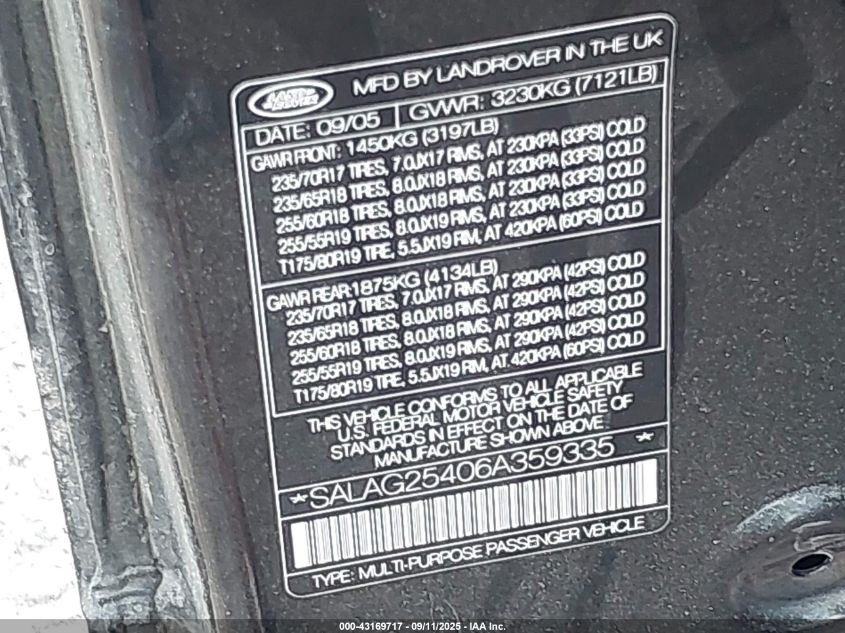 LAND ROVER
MFD BY LANDROVER IN THE UK
DATE: 09/05 GVWR: 3230KG (7121LB)
GAWR FRONT: 1450KG (3197LB)
235/70R17 TIRES, 7.0JX17 RIMS, AT 230KPA (33PSI) COLD
235/65R18 TIRES, 8.0JX18 RIMS, AT 230KPA (33PSI) COLD
255/60R18 TIRES, 8.0JX18 RIMS, AT 230KPA (33PSI) COLD
255/55R19 TIRES, 8.0JX19 RIMS, AT 230KPA (33PSI) COLD
T175/80R19 TIRE, 5.5JX19 RIM, AT 420KPA (60PSI) COLD
GAWR REAR:1875KG (4134LB)
235/70R17 TIRES, 7.0JX17 RIMS, AT 290KPA (42PSI) COLD
235/65R18 TIRES, 8.0JX18 RIMS, AT 290KPA (42PSI) COLD
255/60R18 TIRES, 8.0JX18 RIMS, AT 290KPA (42PSI) COLD
255/55R19 TIRES, 8.0JX19 RIMS, AT 290KPA (42PSI) COLD
T175/80R19 TIRE, 5.5JX19 RIM, AT 420KPA (60PSI) COLD
THIS VEHICLE CONFORMS TO ALL APPLICABLE
U.S. FEDERAL MOTOR VEHICLE SAFETY
STANDARDS IN EFFECT ON THE DATE OF
MANUFACTURE SHOWN ABOVE
*SALAG25406A359335 *
TYPE: MULTI-PURPOSE PASSENGER VEHICLE
000-43169717 - 09/11/2025 - IAA Inc.